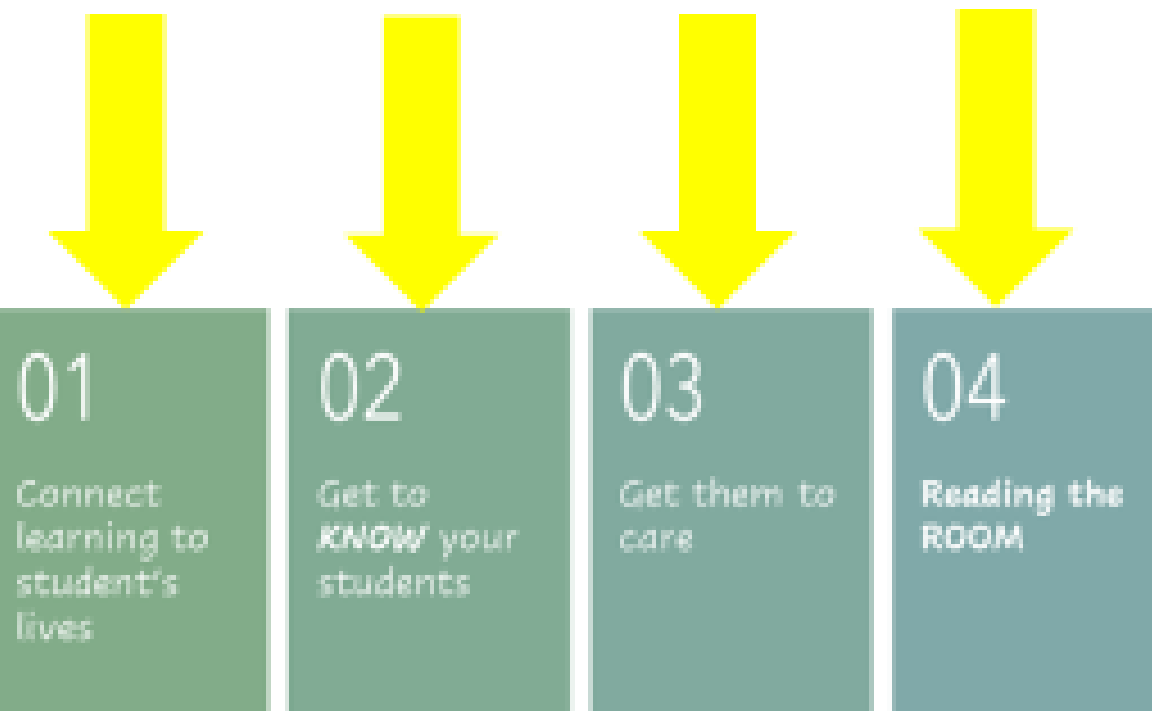 01
Connect
learning to
student's
lives
02
Get to
KNOW your
students
03
Get them to
care
04
Reading the
ROOM